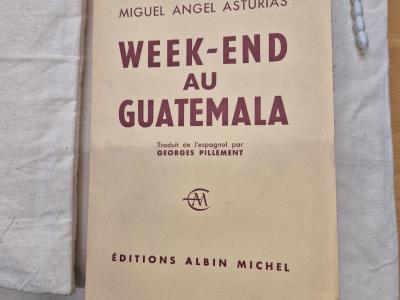 MIGUEL ANGEL ASTURIAS
WEEK-END
AU
GUATEMALA
Traduit de l'espagnol par
GEORGES PILLEMENT
AM
ÉDITIONS ALBIN MICHEL